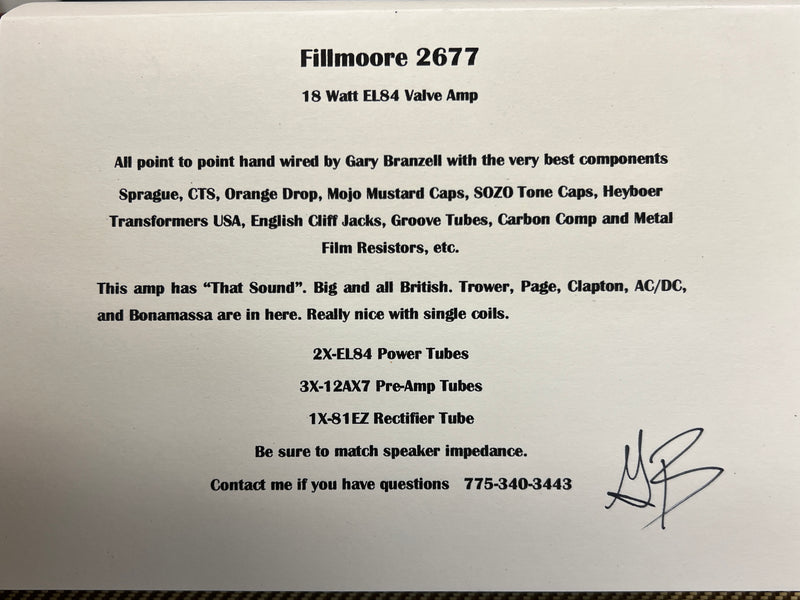 Fillmoore 2677
18 Watt EL84 Valve Amp
All point to point hand wired by Gary Branzell with the very best components
Sprague, CTS, Orange Drop, Mojo Mustard Caps, SOZO Tone Caps, Heyboer
Transformers USA, English Cliff Jacks, Groove Tubes, Carbon Comp and Metal
Film Resistors, etc.
This amp has “That Sound”. Big and all British. Trower, Page, Clapton, AC/DC,
and Bonamassa are in here. Really nice with single coils.
2X-EL84 Power Tubes
3X-12AX7 Pre-Amp Tubes
1X-81EZ Rectifier Tube
Be sure to match speaker impedance.
Contact me if you have questions 775-340-3443
GB